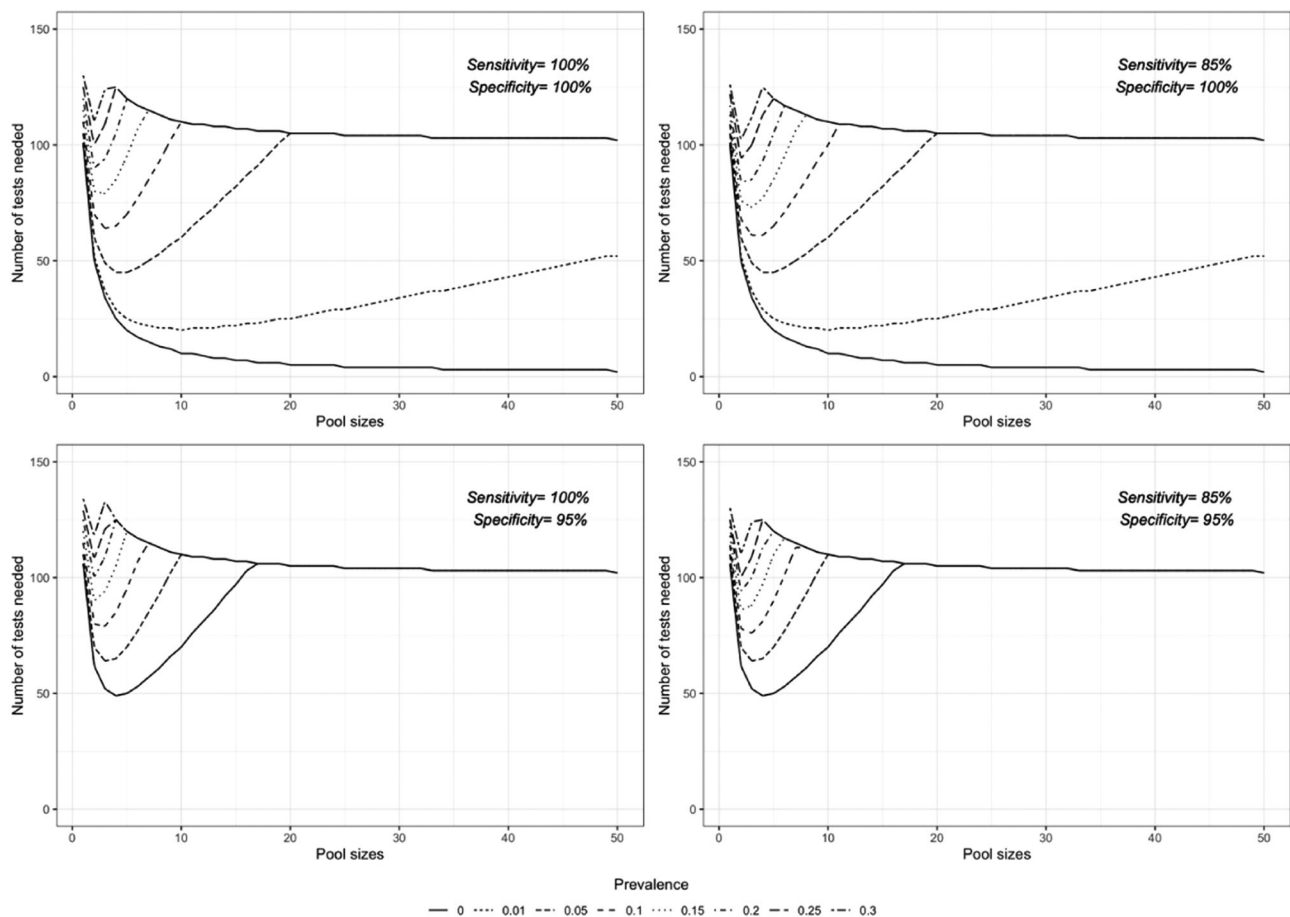 150
100
50
0
Number of tests needed
Sensitivity= 100%
Specificity= 100%
0 10 20 30 40 50
Pool sizes
150
100
50
0
Number of tests needed
Sensitivity= 85%
Specificity= 100%
0 10 20 30 40 50
Pool sizes
150
100
50
0
Number of tests needed
Sensitivity= 100%
Specificity= 95%
0 10 20 30 40 50
Pool sizes
150
100
50
0
Number of tests needed
Sensitivity= 85%
Specificity= 95%
0 10 20 30 40 50
Pool sizes
Prevalence
0 0.01 0.05 0.1 0.15 0.2 0.25 0.3